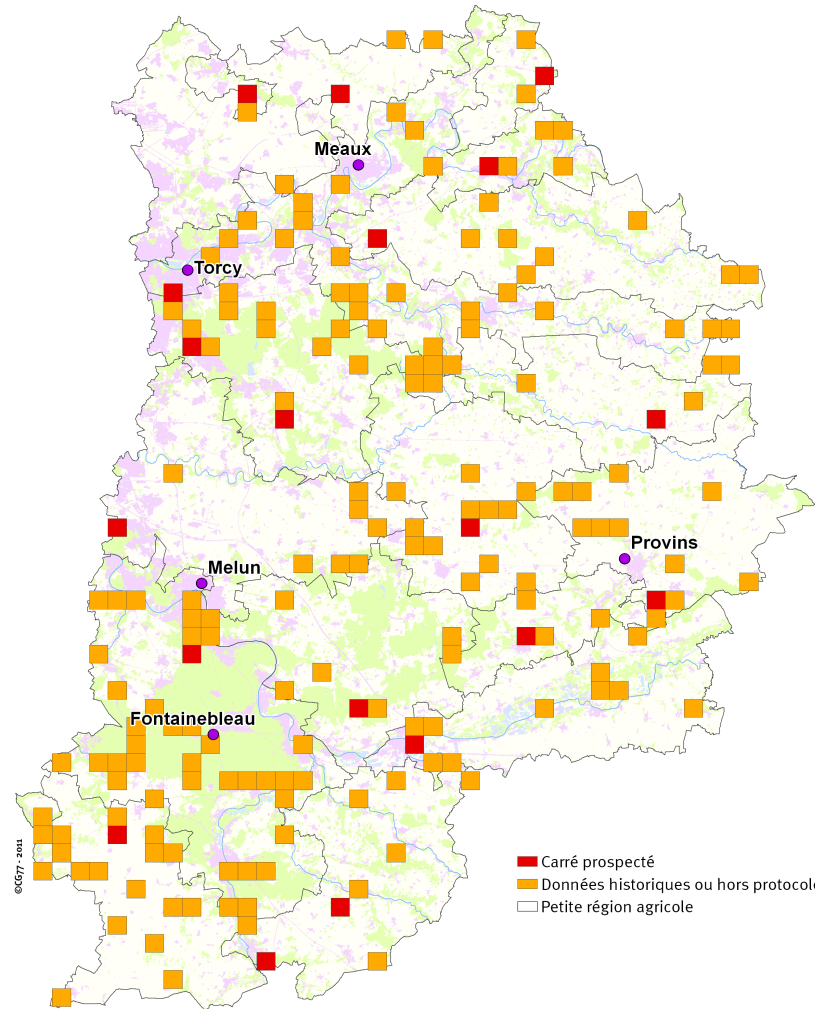 Meaux
Torcy
Provins
Melun
Fontainebleau
©CG77 - 2011
Carré prospecté
Données historiques ou hors protocole
Petite région agricole